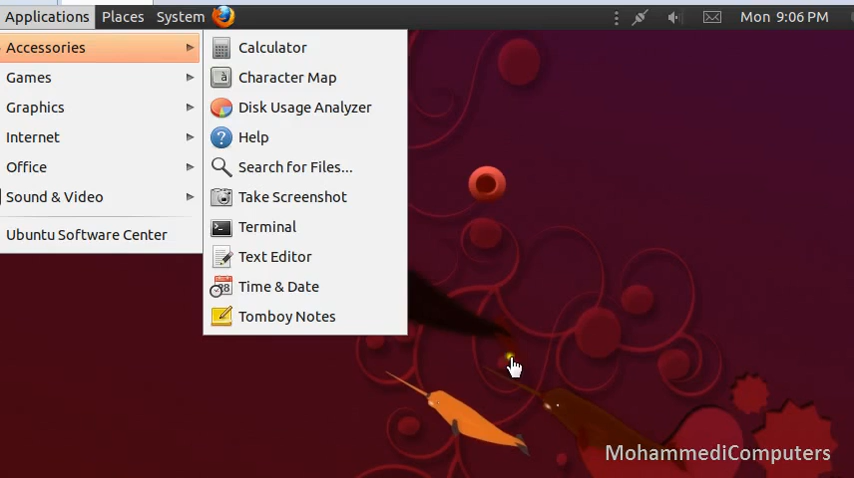 Applications Places System Mon 9:06 PM
Accessories
Games
Graphics
Internet
Office
Sound & Video
Ubuntu Software Center
Calculator
Character Map
Disk Usage Analyzer
Help
Search for Files...
Take Screenshot
Terminal
Text Editor
Time & Date
Tomboy Notes
MohammediComputers